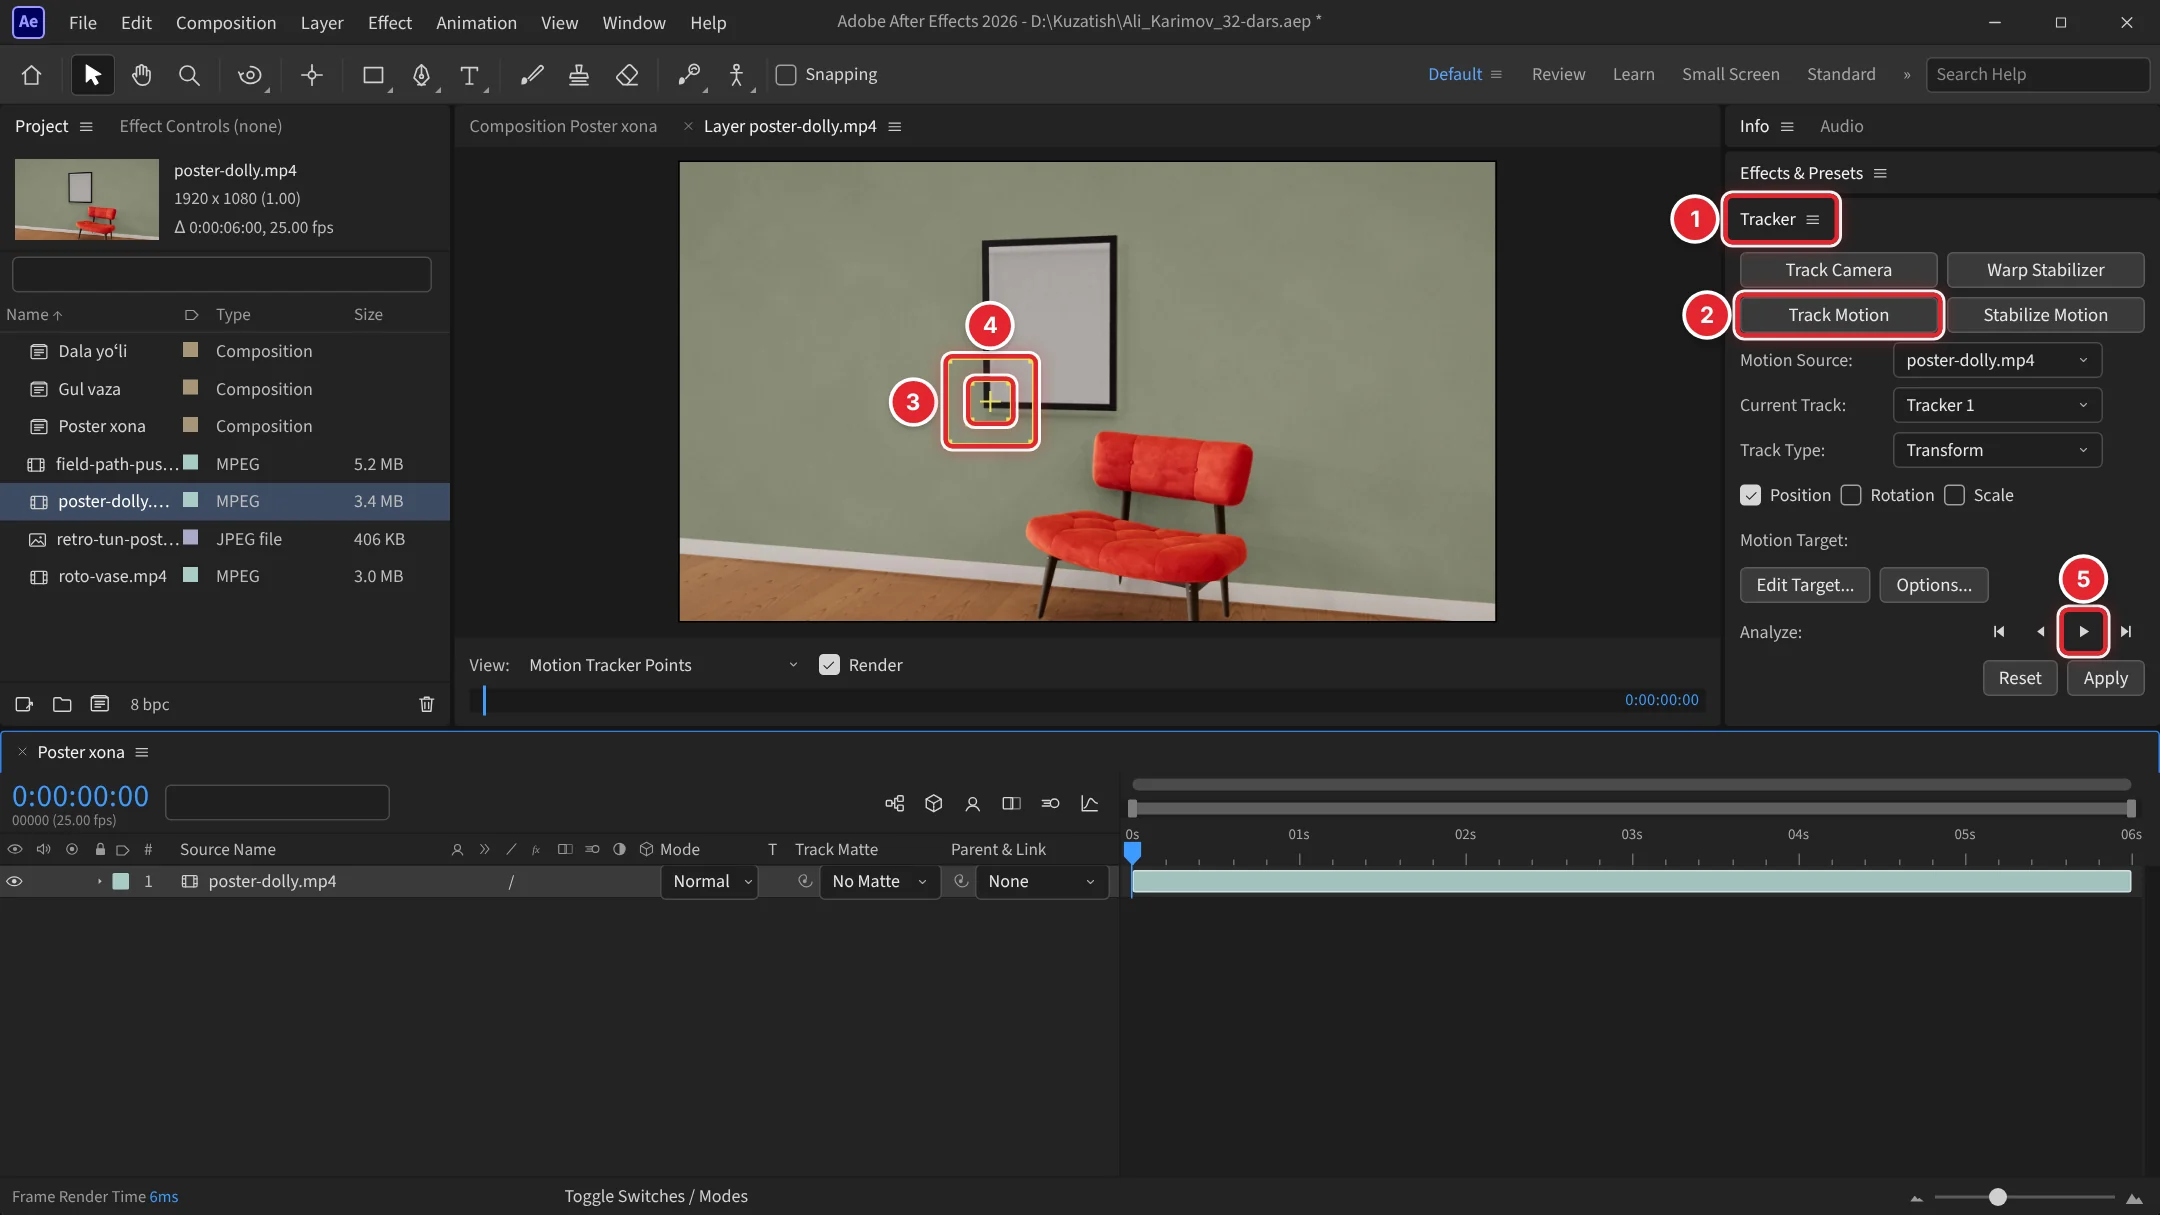 Ae File Edit Composition Layer Effect Animation View Window Help Adobe After Effects 2026 - D:\Kuzatish\Ali_Karimov_32-dars.aep *
Snapping Default Review Learn Small Screen Standard » Search Help
Project Effect Controls (none)
poster-dolly.mp4
1920 x 1080 (1.00)
Δ 0:00:06:00, 25.00 fps
Name Type Size
Dala yoʻli Composition
Gul vaza Composition
Poster xona Composition
field-path-pus... MPEG 5.2 MB
poster-dolly.... MPEG 3.4 MB
retro-tun-post... JPEG file 406 KB
roto-vase.mp4 MPEG 3.0 MB
8 bpc
Composition Poster xona × Layer poster-dolly.mp4
4
3
View: Motion Tracker Points Render
0:00:00:00
Info Audio
Effects & Presets
1 Tracker
Track Camera Warp Stabilizer
2 Track Motion Stabilize Motion
Motion Source: poster-dolly.mp4
Current Track: Tracker 1
Track Type: Transform
Position Rotation Scale
Motion Target:
Edit Target... Options...
5
Analyze:
Reset Apply
× Poster xona
0:00:00:00
00000 (25.00 fps)
0s 01s 02s 03s 04s 05s 06s
# Source Name fx Mode T Track Matte Parent & Link
1 poster-dolly.mp4 / Normal No Matte None
Frame Render Time 6ms Toggle Switches / Modes